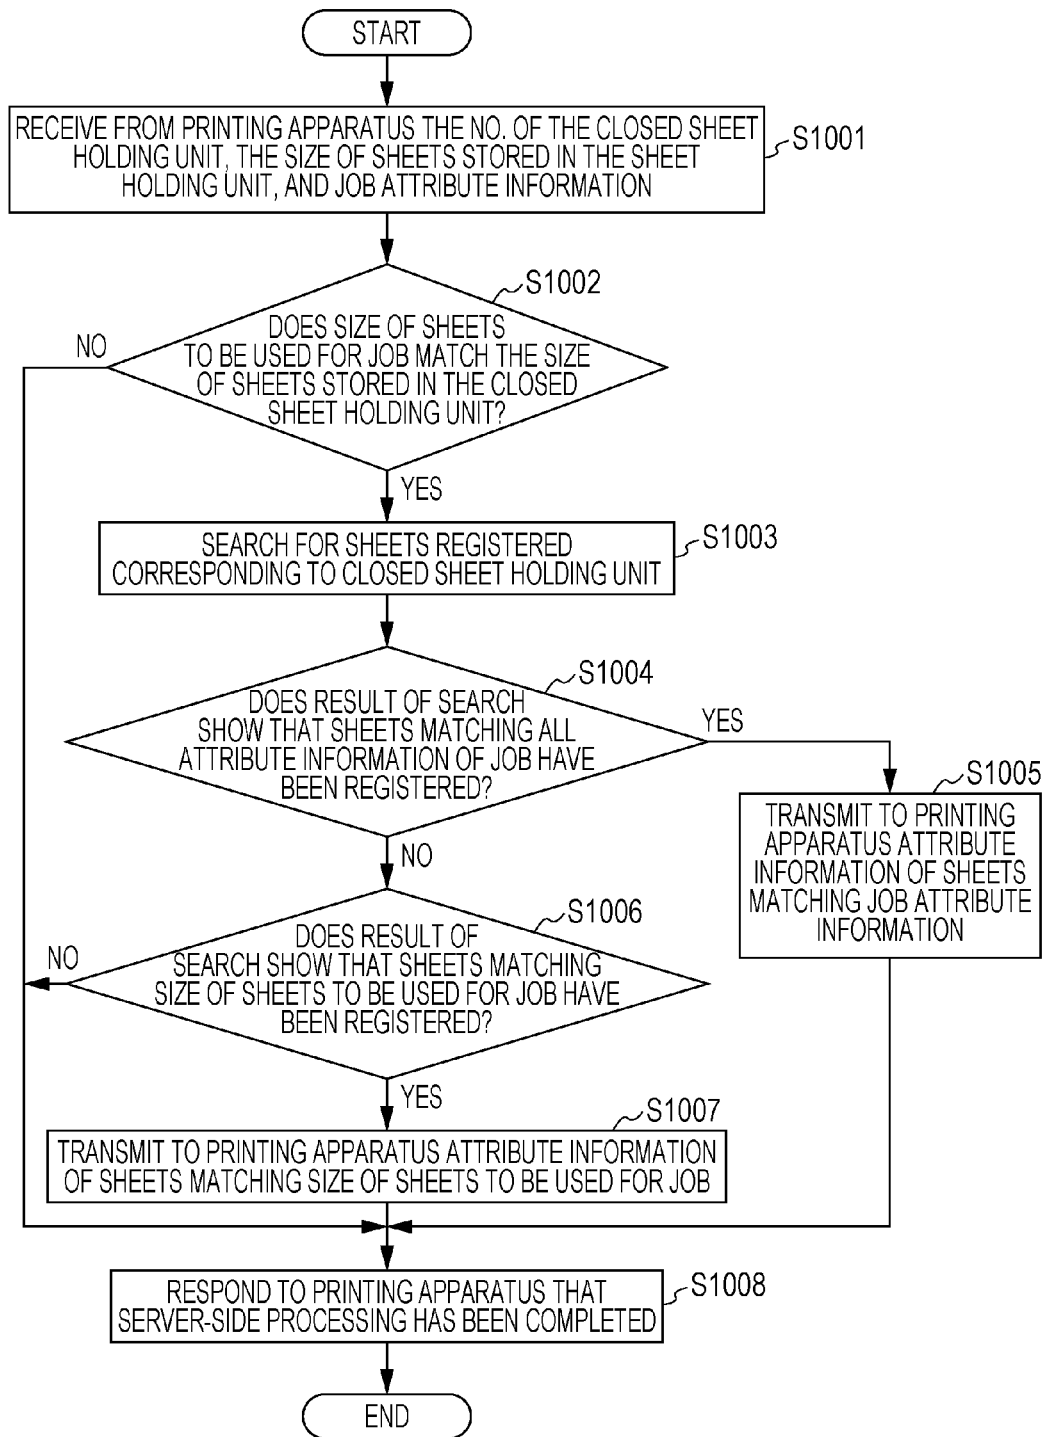 START
RECEIVE FROM PRINTING APPARATUS THE NO. OF THE CLOSED SHEET
HOLDING UNIT, THE SIZE OF SHEETS STORED IN THE SHEET
HOLDING UNIT, AND JOB ATTRIBUTE INFORMATION
S1001
S1002
DOES SIZE OF SHEETS
TO BE USED FOR JOB MATCH THE SIZE
OF SHEETS STORED IN THE CLOSED
SHEET HOLDING UNIT?
NO
YES
S1003
SEARCH FOR SHEETS REGISTERED
CORRESPONDING TO CLOSED SHEET HOLDING UNIT
S1004
DOES RESULT OF SEARCH
SHOW THAT SHEETS MATCHING ALL
ATTRIBUTE INFORMATION OF JOB HAVE
BEEN REGISTERED?
YES
NO
S1005
TRANSMIT TO PRINTING
APPARATUS ATTRIBUTE
INFORMATION OF SHEETS
MATCHING JOB ATTRIBUTE
INFORMATION
S1006
DOES RESULT OF
SEARCH SHOW THAT SHEETS MATCHING
SIZE OF SHEETS TO BE USED FOR JOB HAVE
BEEN REGISTERED?
NO
YES
S1007
TRANSMIT TO PRINTING APPARATUS ATTRIBUTE INFORMATION
OF SHEETS MATCHING SIZE OF SHEETS TO BE USED FOR JOB
S1008
RESPOND TO PRINTING APPARATUS THAT
SERVER-SIDE PROCESSING HAS BEEN COMPLETED
END